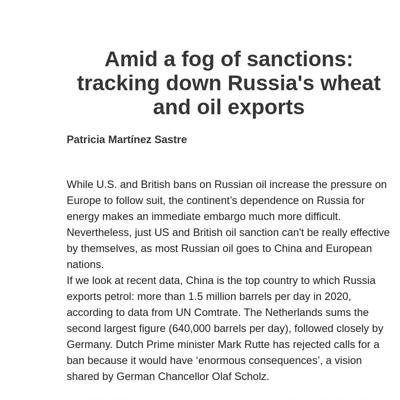 Amid a fog of sanctions:
tracking down Russia's wheat
and oil exports
Patricia Martínez Sastre
While U.S. and British bans on Russian oil increase the pressure on
Europe to follow suit, the continent's dependence on Russia for
energy makes an immediate embargo much more difficult.
Nevertheless, just US and British oil sanction can't be really effective
by themselves, as most Russian oil goes to China and European
nations.
If we look at recent data, China is the top country to which Russia
exports petrol: more than 1.5 million barrels per day in 2020,
according to data from UN Comtrate. The Netherlands sums the
second largest figure (640,000 barrels per day), followed closely by
Germany. Dutch Prime minister Mark Rutte has rejected calls for a
ban because it would have ‘enormous consequences’, a vision
shared by German Chancellor Olaf Scholz.